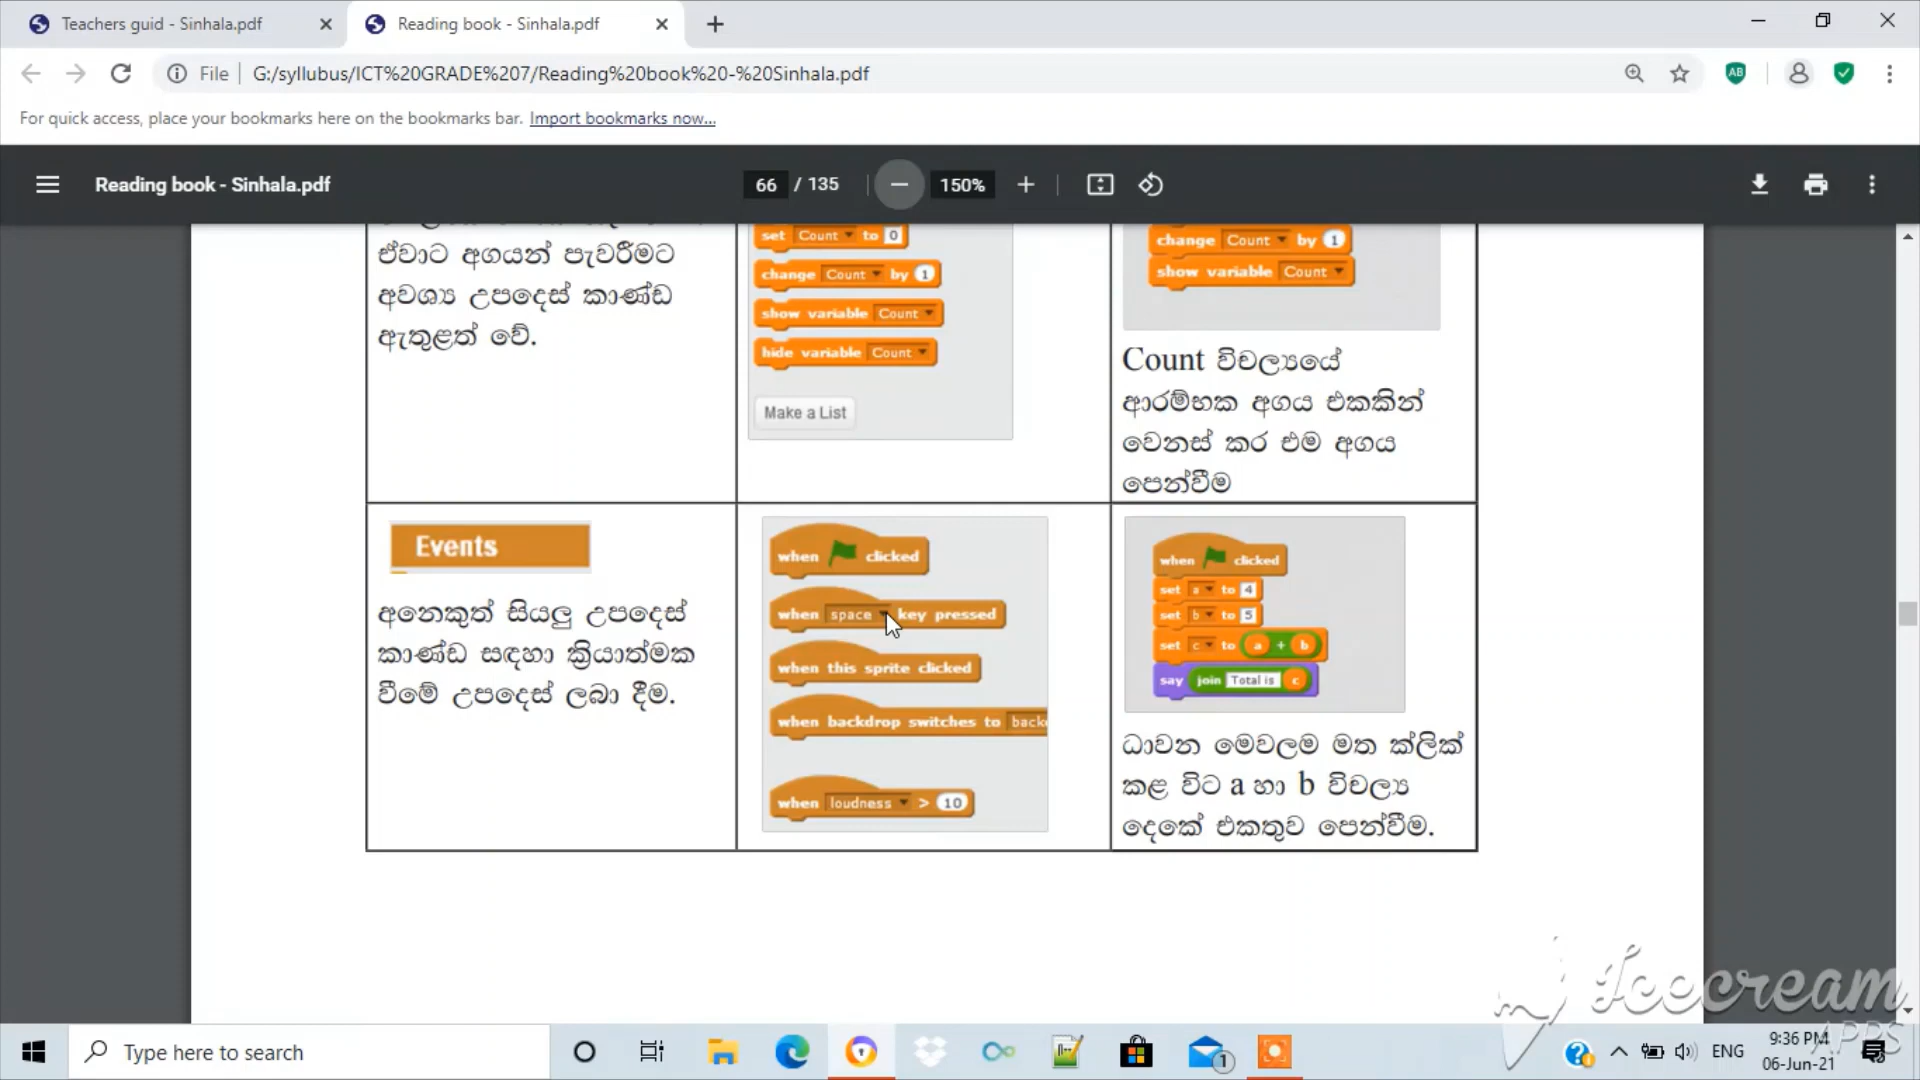 Teachers guid - Sinhala.pdf
Reading book - Sinhala.pdf
File
G:/syllubus/ICT%20GRADE%207/Reading%20book%20-%20Sinhala.pdf
AB
For quick access, place your bookmarks here on the bookmarks bar. Import bookmarks now...
Reading book - Sinhala.pdf
66 / 135
150%
ඒවාට අගයන් පැවරීමට
අවශ්‍ය උපදෙස් කාණ්ඩ
ඇතුළත් වේ.
set Count to 0
change Count by 1
show variable Count
hide variable Count
Make a List
change Count by 1
show variable Count
Count විචල්‍යයේ
ආරම්භක අගය එකකින්
වෙනස් කර එම අගය
පෙන්වීම
Events
අනෙකුත් සියලු උපදෙස්
කාණ්ඩ සඳහා ක්‍රියාත්මක
වීමේ උපදෙස් ලබා දීම.
when clicked
when space key pressed
when this sprite clicked
when backdrop switches to back
when loudness > 10
when clicked
set a to 4
set b to 5
set c to a + b
say join Total is c
ධාවන මෙවලම මත ක්ලික්
කළ විට a හා b විචල්‍ය
දෙකේ එකතුව පෙන්වීම.
Icecream
APPS
Type here to search
1
ENG
9:36 PM
06-Jun-21